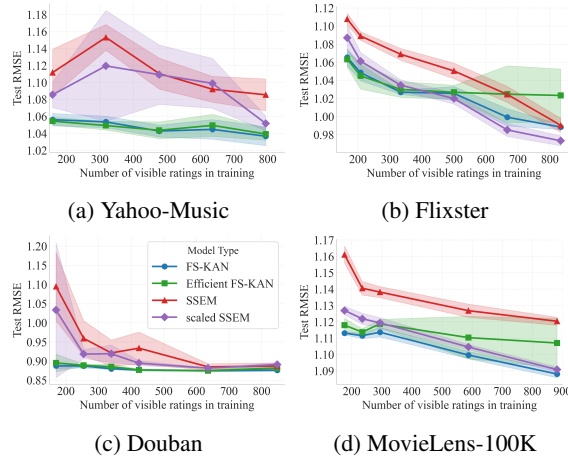 Test RMSE
1.18
1.16
1.14
1.12
1.10
1.08
1.06
1.04
1.02
200 300 400 500 600 700 800
Number of visible ratings in training
(a) Yahoo-Music
Test RMSE
1.12
1.10
1.08
1.06
1.04
1.02
1.00
0.98
200 300 400 500 600 700 800
Number of visible ratings in training
(b) Flixster
Test RMSE
1.20
1.15
1.10
1.05
1.00
0.95
0.90
0.85
200 300 400 500 600 700 800
Number of visible ratings in training
Model Type
FS-KAN
Efficient FS-KAN
SSEM
scaled SSEM
(c) Douban
Test RMSE
1.17
1.16
1.15
1.14
1.13
1.12
1.11
1.10
1.09
200 300 400 500 600 700 800 900
Number of visible ratings in training
(d) MovieLens-100K